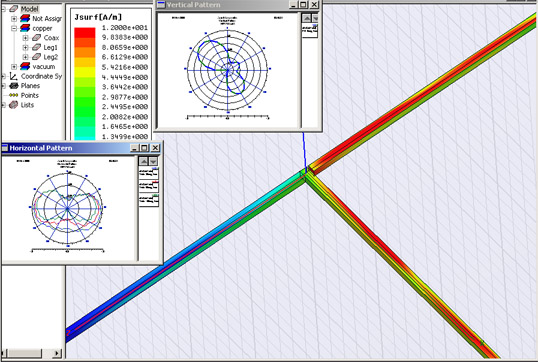 Model
Not Assigr
copper
Coax
Leg1
Leg2
vacuum
Coordinate Sy
Planes
Points
Lists
Jsurf[A/m]
1.2000e+001
9.8383e+000
8.0659e+000
6.6129e+000
5.4216e+000
4.4449e+000
3.6442e+000
2.9877e+000
2.4495e+000
2.0082e+000
1.6465e+000
1.3499e+000
Vertical Pattern
Horizontal Pattern